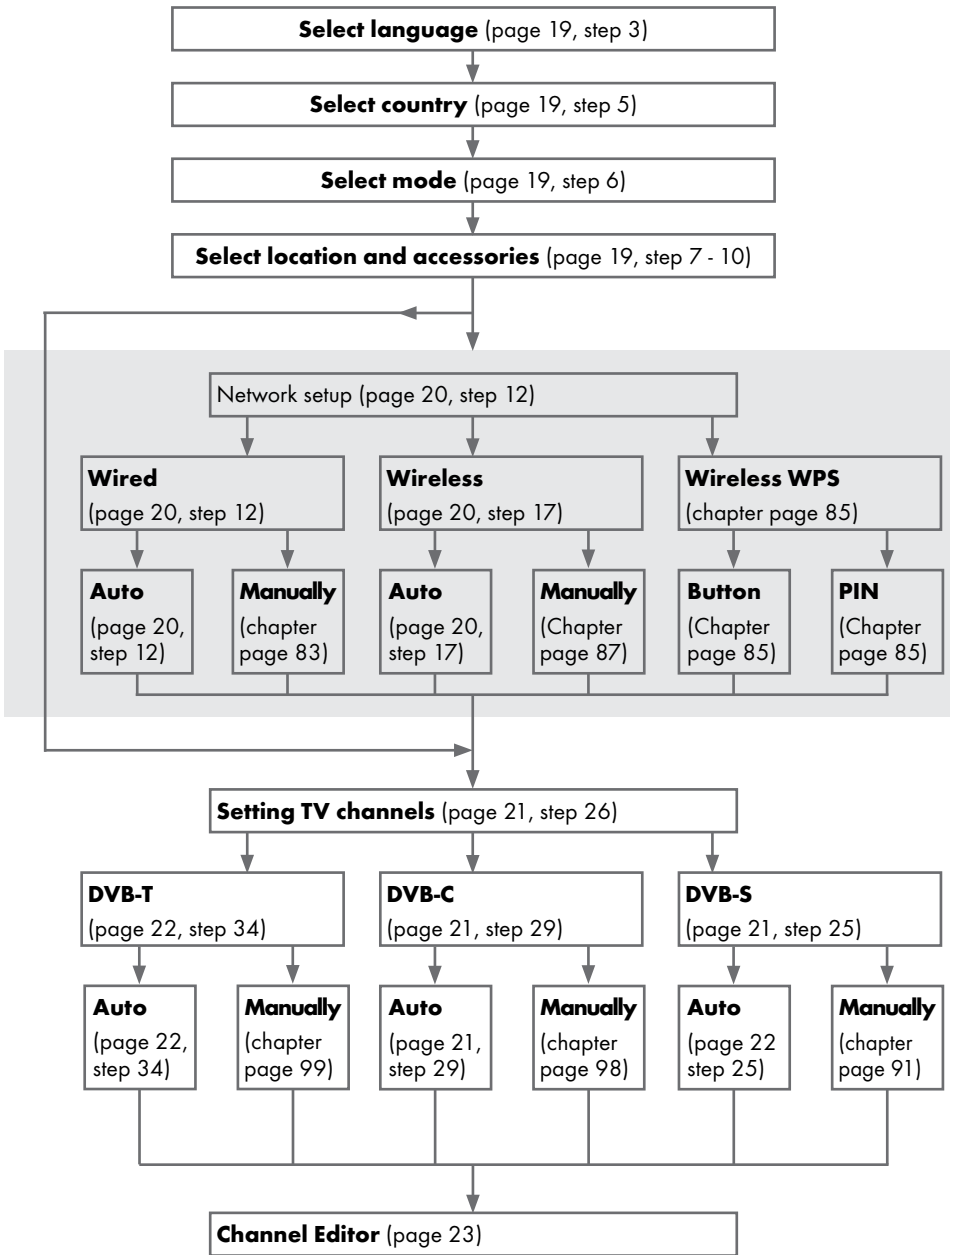 Select language (page 19, step 3)
Select country (page 19, step 5)
Select mode (page 19, step 6)
Select location and accessories (page 19, step 7 - 10)
Network setup (page 20, step 12)
Wired
(page 20, step 12)
Wireless
(page 20, step 17)
Wireless WPS
(chapter page 85)
Auto
(page 20,
step 12)
Manually
(chapter
page 83)
Auto
(page 20,
step 17)
Manually
(Chapter
page 87)
Button
(Chapter
page 85)
PIN
(Chapter
page 85)
Setting TV channels (page 21, step 26)
DVB-T
(page 22, step 34)
DVB-C
(page 21, step 29)
DVB-S
(page 21, step 25)
Auto
(page 22,
step 34)
Manually
(chapter
page 99)
Auto
(page 21,
step 29)
Manually
(chapter
page 98)
Auto
(page 22
step 25)
Manually
(chapter
page 91)
Channel Editor (page 23)